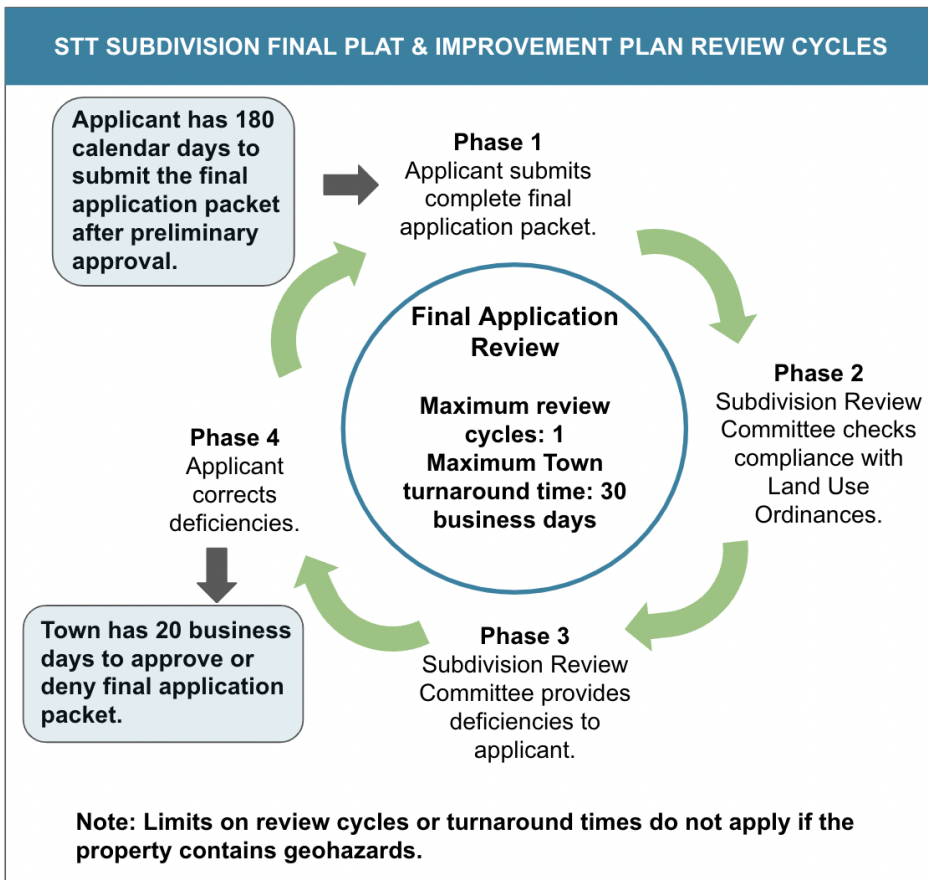 STT SUBDIVISION FINAL PLAT & IMPROVEMENT PLAN REVIEW CYCLES
Applicant has 180
calendar days to
submit the final
application packet
after preliminary
approval.
Phase 1
Applicant submits
complete final
application packet.
Final Application
Review
Maximum review
cycles: 1
Maximum Town
turnaround time: 30
business days
Phase 2
Subdivision Review
Committee checks
compliance with
Land Use
Ordinances.
Phase 3
Subdivision Review
Committee provides
deficiencies to
applicant.
Phase 4
Applicant
corrects
deficiencies.
Town has 20 business
days to approve or
deny final application
packet.
Note: Limits on review cycles or turnaround times do not apply if the
property contains geohazards.